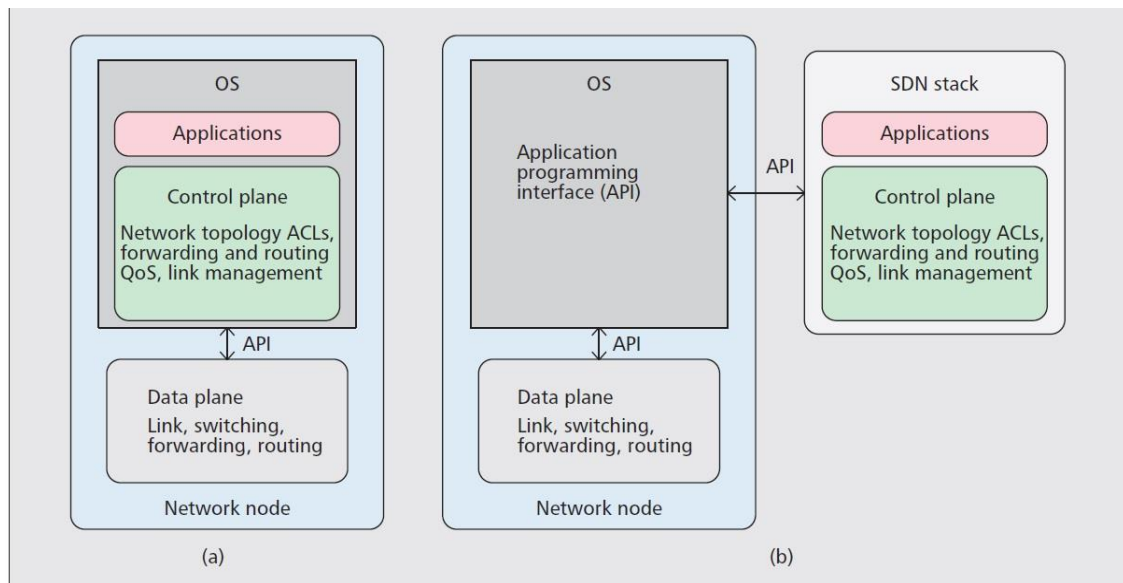 OS
Applications
Control plane
Network topology ACLs,
forwarding and routing
QoS, link management
API
Data plane
Link, switching,
forwarding, routing
Network node
(a)
OS
Application
programming
interface (API)
API
Data plane
Link, switching,
forwarding, routing
Network node
API
SDN stack
Applications
Control plane
Network topology ACLs,
forwarding and routing
QoS, link management
(b)